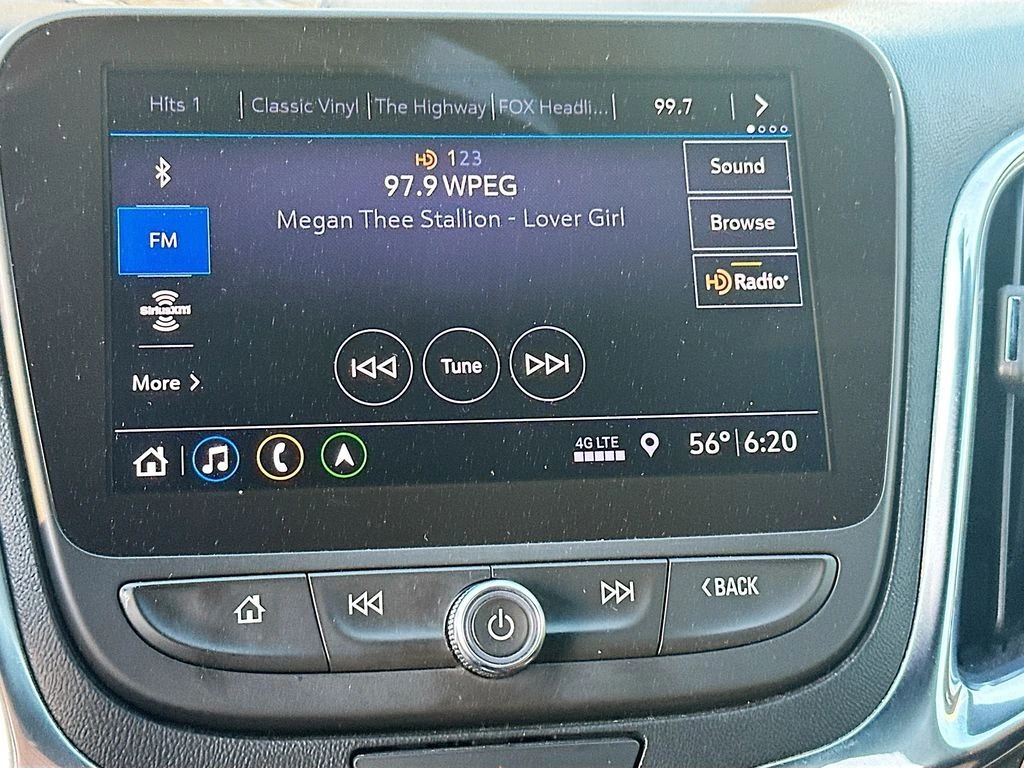 Hits 1 | Classic Vinyl | The Highway | FOX Headli... | 99.7 | >
HD 123
97.9 WPEG
Megan Thee Stallion - Lover Girl
FM
SiriusXM
More >
Sound
Browse
HD Radio
Tune
4G LTE
56° | 6:20
<BACK